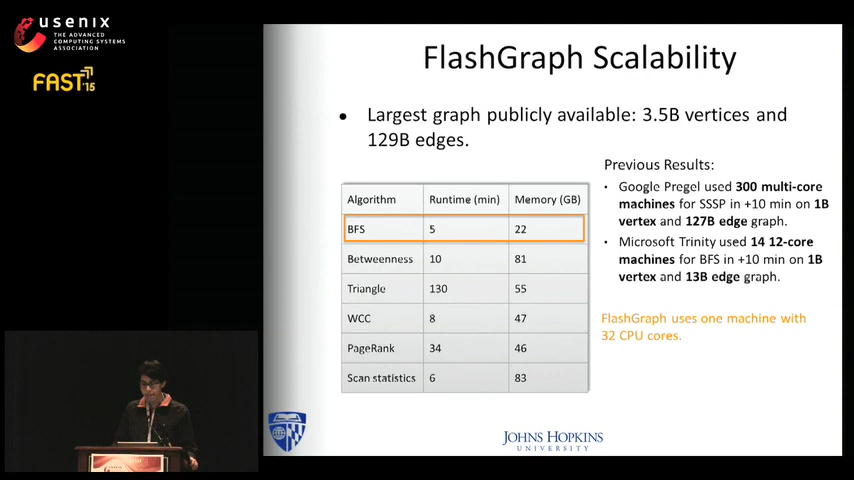 usenix
THE ADVANCED
COMPUTING SYSTEMS
ASSOCIATION
FAST '15
FlashGraph Scalability
• Largest graph publicly available: 3.5B vertices and
129B edges.
Previous Results:
• Google Pregel used 300 multi-core
machines for SSSP in +10 min on 1B
vertex and 127B edge graph.
• Microsoft Trinity used 14 12-core
machines for BFS in +10 min on 1B
vertex and 13B edge graph.
FlashGraph uses one machine with
32 CPU cores.
Algorithm Runtime (min) Memory (GB)
BFS 5 22
Betweenness 10 81
Triangle 130 55
WCC 8 47
PageRank 34 46
Scan statistics 6 83
JOHNS HOPKINS
UNIVERSITY